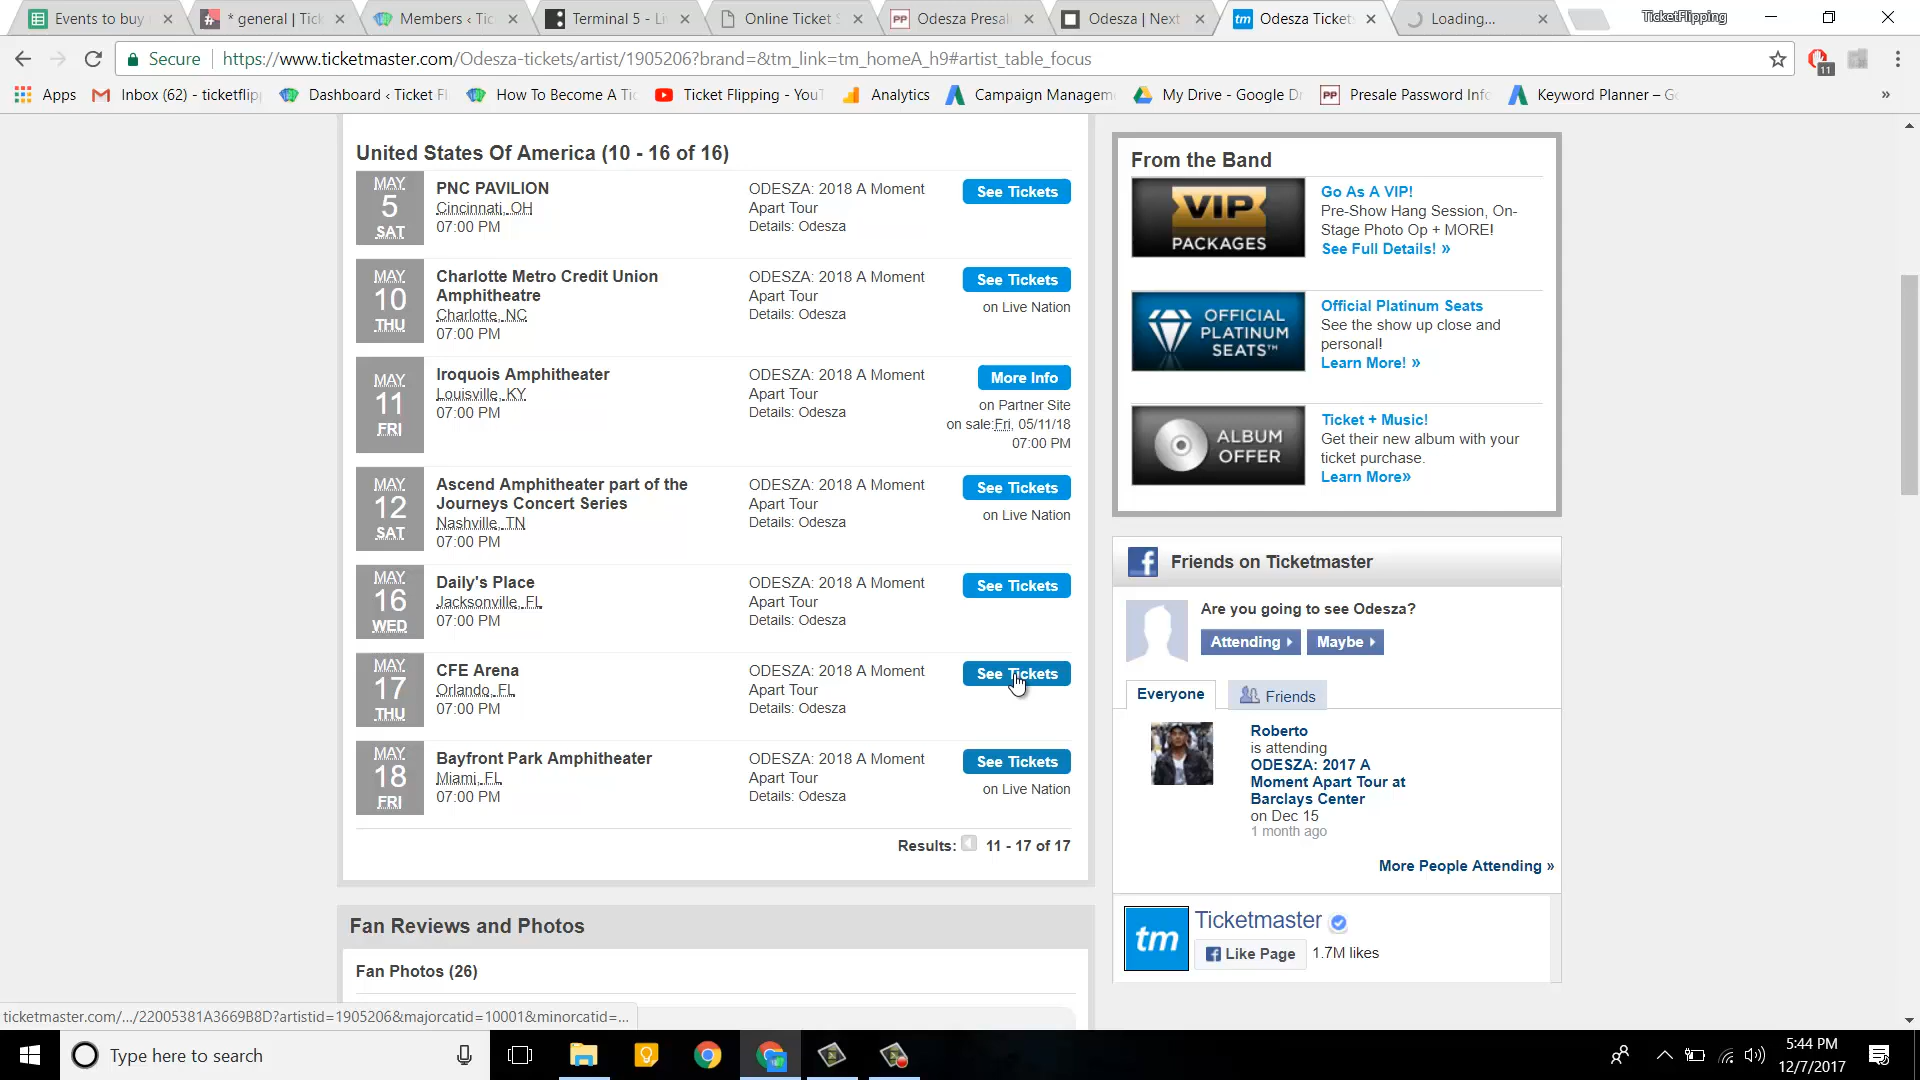 Events to buy
* general | Tick
Members ‹ Tic
Terminal 5 - Li
Online Ticket S
Odesza Presal
Odesza | Next
Odesza Tickets
Loading...
TicketFlipping
Secure
https://www.ticketmaster.com/Odesza-tickets/artist/1905206?brand=&tm_link=tm_homeA_h9#artist_table_focus
11
Apps
Inbox (62) - ticketflip
Dashboard ‹ Ticket Fl
How To Become A Tic
Ticket Flipping - YouT
Analytics
Campaign Managem
My Drive - Google Dr
Presale Password Info
Keyword Planner – Go
»
United States Of America (10 - 16 of 16)
MAY
5
SAT
PNC PAVILION
Cincinnati, OH
07:00 PM
ODESZA: 2018 A Moment
Apart Tour
Details: Odesza
See Tickets
MAY
10
THU
Charlotte Metro Credit Union
Amphitheatre
Charlotte, NC
07:00 PM
ODESZA: 2018 A Moment
Apart Tour
Details: Odesza
See Tickets
on Live Nation
MAY
11
FRI
Iroquois Amphitheater
Louisville, KY
07:00 PM
ODESZA: 2018 A Moment
Apart Tour
Details: Odesza
More Info
on Partner Site
on sale:Fri, 05/11/18
07:00 PM
MAY
12
SAT
Ascend Amphitheater part of the
Journeys Concert Series
Nashville, TN
07:00 PM
ODESZA: 2018 A Moment
Apart Tour
Details: Odesza
See Tickets
on Live Nation
MAY
16
WED
Daily's Place
Jacksonville, FL
07:00 PM
ODESZA: 2018 A Moment
Apart Tour
Details: Odesza
See Tickets
MAY
17
THU
CFE Arena
Orlando, FL
07:00 PM
ODESZA: 2018 A Moment
Apart Tour
Details: Odesza
See Tickets
MAY
18
FRI
Bayfront Park Amphitheater
Miami, FL
07:00 PM
ODESZA: 2018 A Moment
Apart Tour
Details: Odesza
See Tickets
on Live Nation
Results: 11 - 17 of 17
Fan Reviews and Photos
Fan Photos (26)
From the Band
VIP
PACKAGES
Go As A VIP!
Pre-Show Hang Session, On-
Stage Photo Op + MORE!
See Full Details! »
OFFICIAL
PLATINUM
SEATS™
Official Platinum Seats
See the show up close and
personal!
Learn More! »
ALBUM
OFFER
Ticket + Music!
Get their new album with your
ticket purchase.
Learn More»
Friends on Ticketmaster
Are you going to see Odesza?
Attending
Maybe
Everyone
Friends
Roberto
is attending
ODESZA: 2017 A
Moment Apart Tour at
Barclays Center
on Dec 15
1 month ago
More People Attending »
tm
Ticketmaster
Like Page
1.7M likes
ticketmaster.com/.../22005381A3669B8D?artistid=1905206&majorcatid=10001&minorcatid=...
Type here to search
5:44 PM
12/7/2017